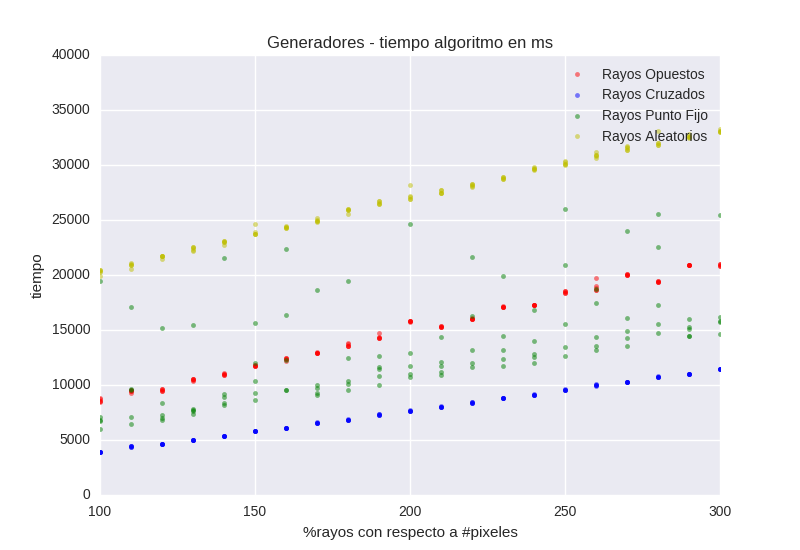 Generadores - tiempo algoritmo en ms
40000
35000
30000
25000
20000
15000
10000
5000
0
tiempo
Rayos Opuestos
Rayos Cruzados
Rayos Punto Fijo
Rayos Aleatorios
100 150 200 250 300
%rayos con respecto a #pixeles